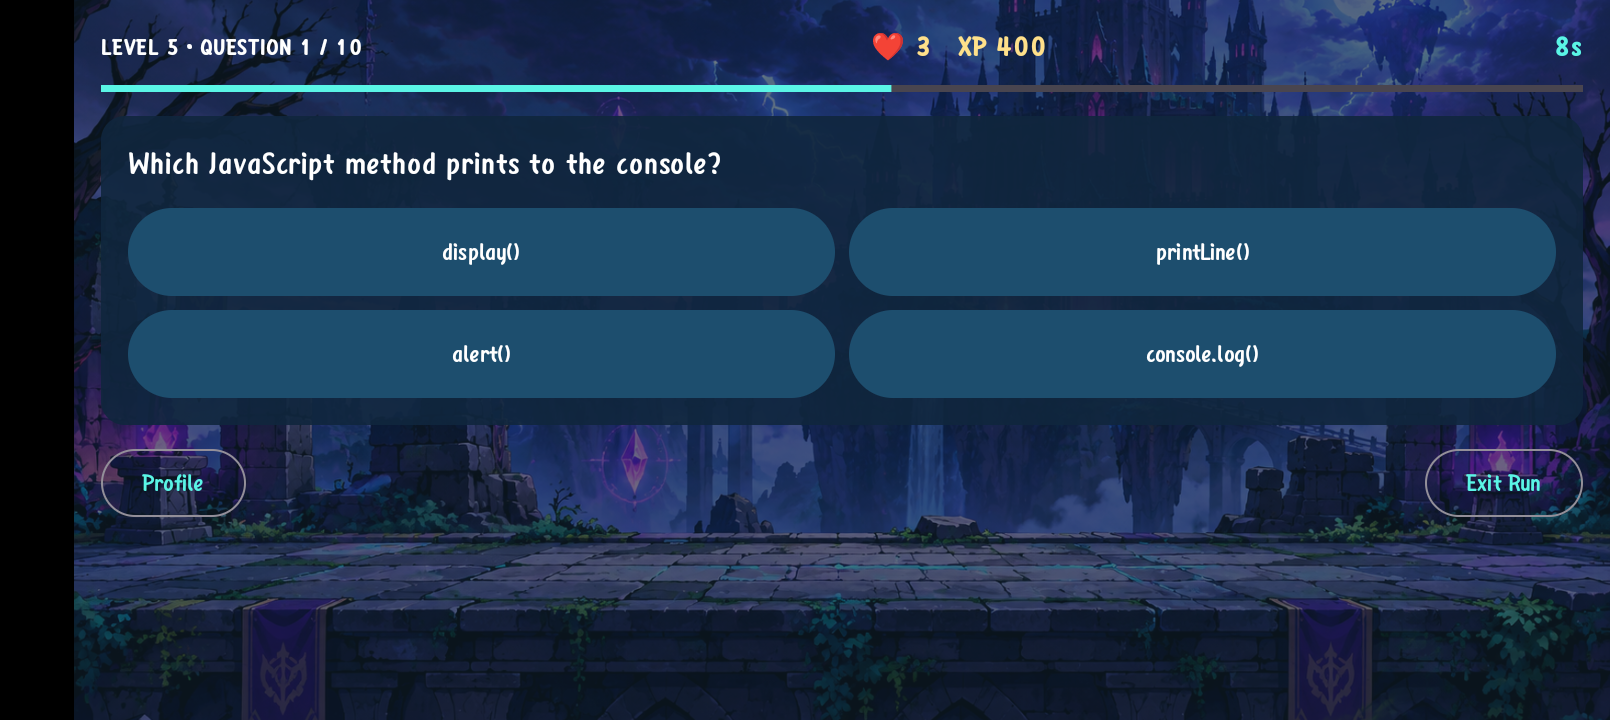 LEVEL 5 • QUESTION 1 / 10
❤️ 3 XP 400
8s
Which JavaScript method prints to the console?
display()
printLine()
alert()
console.log()
Profile
Exit Run